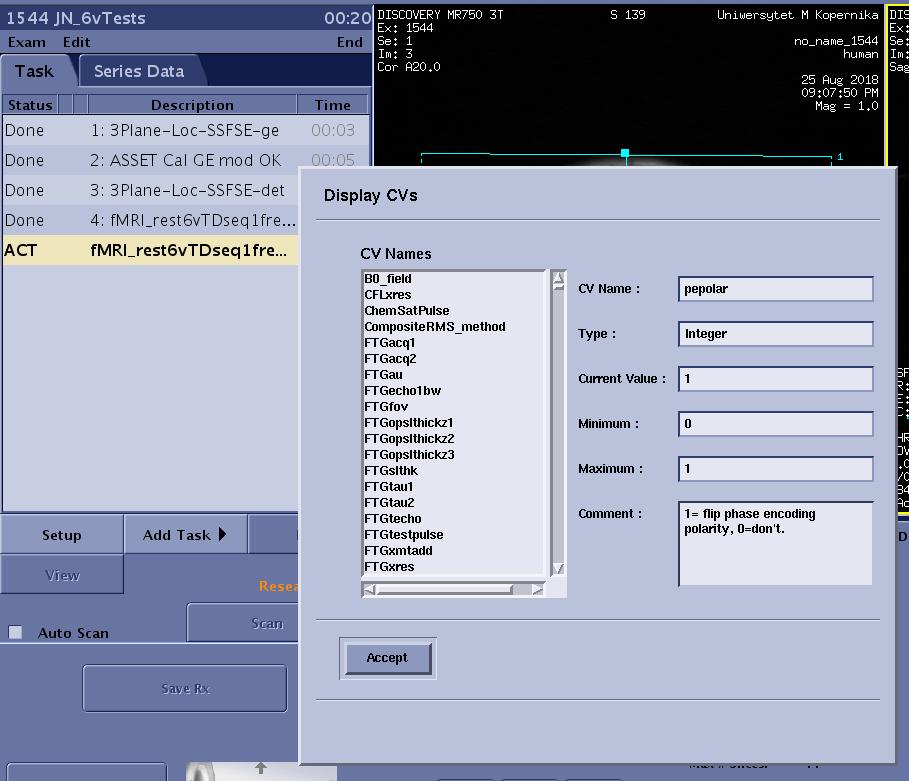 1544 JN_6vTests 00:20
Exam Edit End
Task Series Data
Status Description Time
Done 1: 3Plane-Loc-SSFSE-ge 00:03
Done 2: ASSET Cal GE mod OK 00:05
Done 3: 3Plane-Loc-SSFSE-det
Done 4: fMRI_rest6vTDseq1fre...
ACT fMRI_rest6vTDseq1fre...
Setup Add Task
View
Resea
Auto Scan
Scan
Save Rx
DISCOVERY MR750 3T S 139 Uniwersytet M Kopernika
Ex: 1544
Se: 1 no_name_1544
Im: 3 human
Cor A20.0
25 Aug 2018
09:07:50 PM
Mag = 1.0
1
DIS
Ex:
Se:
Im:
Sag
Display CVs
CV Names
B0_field
CFLxres
ChemSatPulse
CompositeRMS_method
FTGacq1
FTGacq2
FTGau
FTGecho1bw
FTGfov
FTGopslthickz1
FTGopslthickz2
FTGopslthickz3
FTGslthk
FTGtau1
FTGtau2
FTGtecho
FTGtestpulse
FTGxmtadd
FTGxres
CV Name : pepolar
Type : Integer
Current Value : 1
Minimum : 0
Maximum : 1
Comment : 1= flip phase encoding
polarity, 0=don't.
Accept